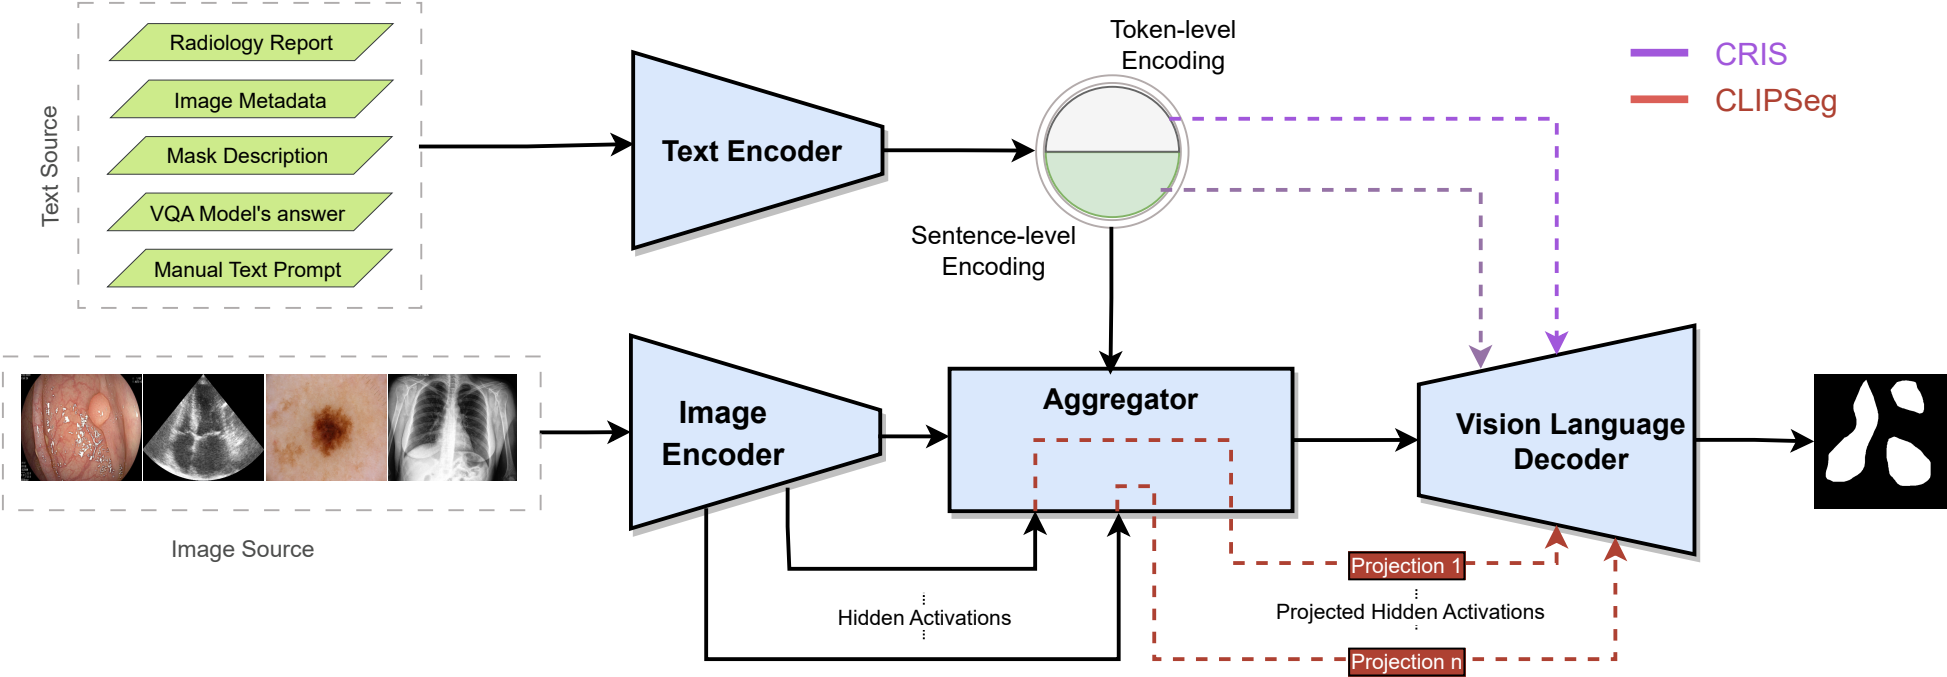 Text Source
Radiology Report
Image Metadata
Mask Description
VQA Model's answer
Manual Text Prompt
Text Encoder
Token-level
Encoding
Sentence-level
Encoding
CRIS
CLIPSeg
Image Source
Image
Encoder
Aggregator
Vision Language
Decoder
Hidden Activations
Projection 1
Projected Hidden Activations
Projection n